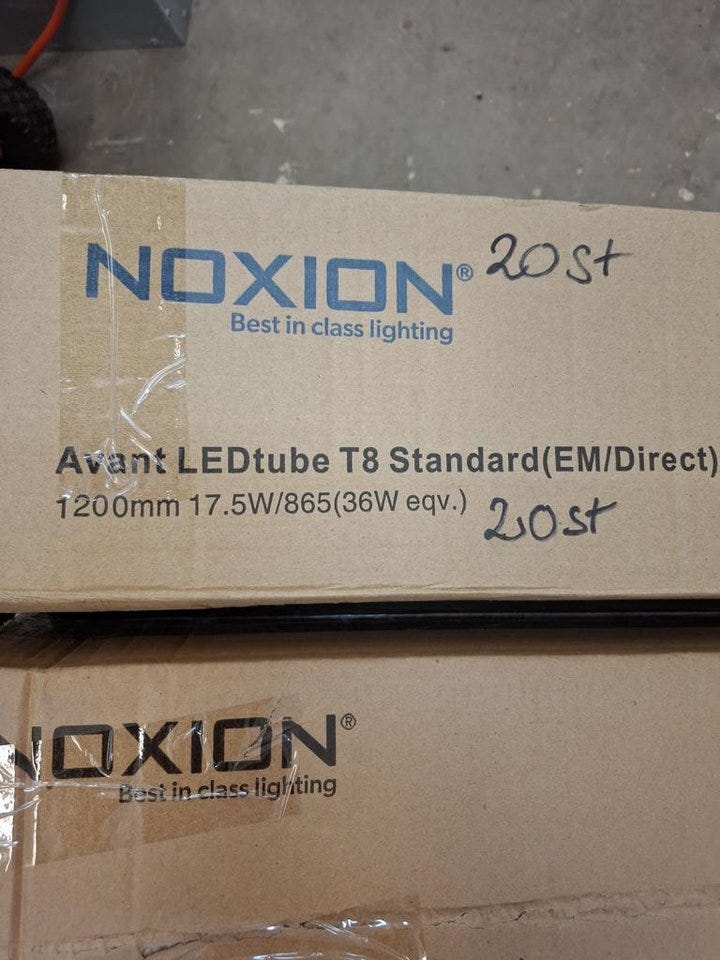 NOXION® 20st
Best in class lighting
Avant LEDtube T8 Standard(EM/Direct)
1200mm 17.5W/865(36W eqv.) 20st
NOXION®
Best in class lighting